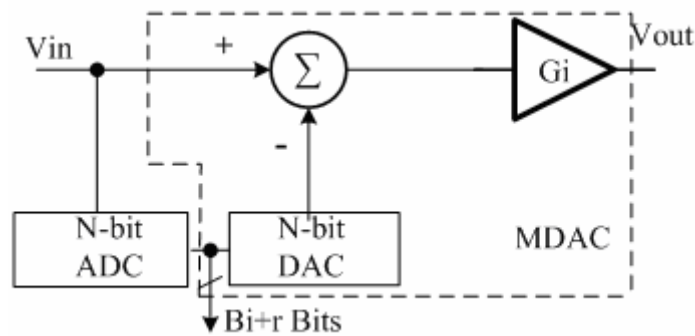 Vin
+
Σ
Gi
Vout
-
N-bit
ADC
N-bit
DAC
MDAC
Bi+r Bits